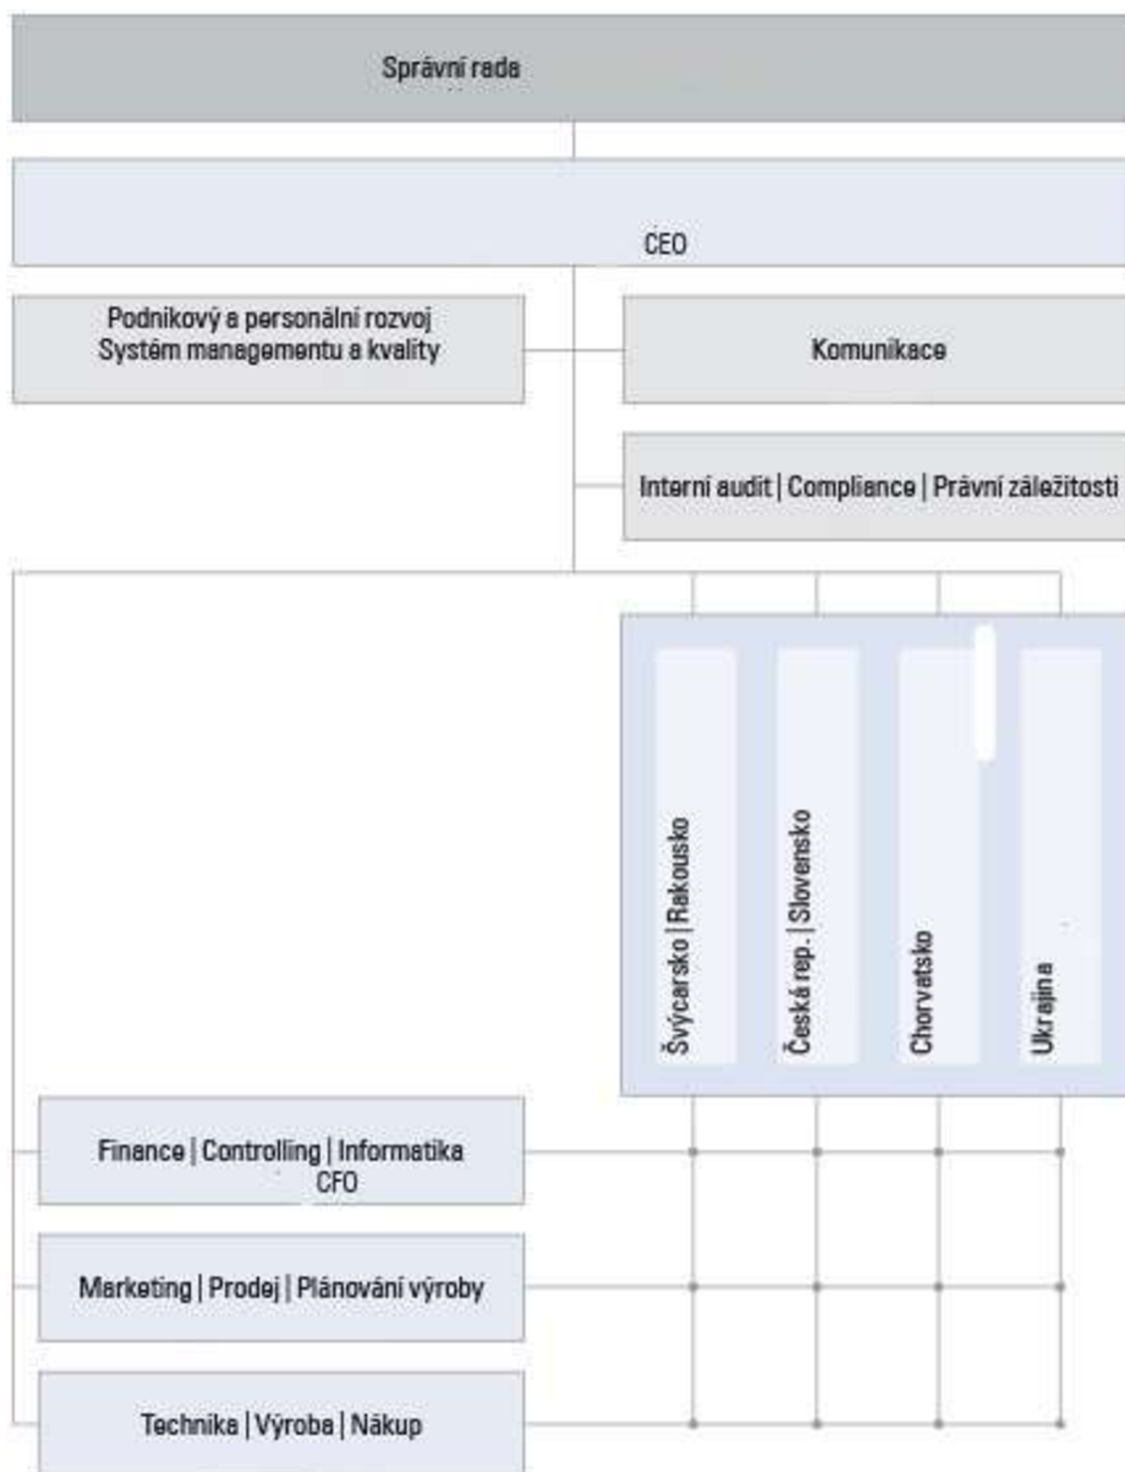 Správní rada
CEO
Podnikový a personální rozvoj
Systém managementu a kvality
Komunikace
Interní audit | Compliance | Právní záležitosti
Švýcarsko | Rakousko
Česká rep. | Slovensko
Chorvatsko
Ukrajina
Finance | Controlling | Informatika
CFO
Marketing | Prodej | Plánování výroby
Technika | Výroba | Nákup